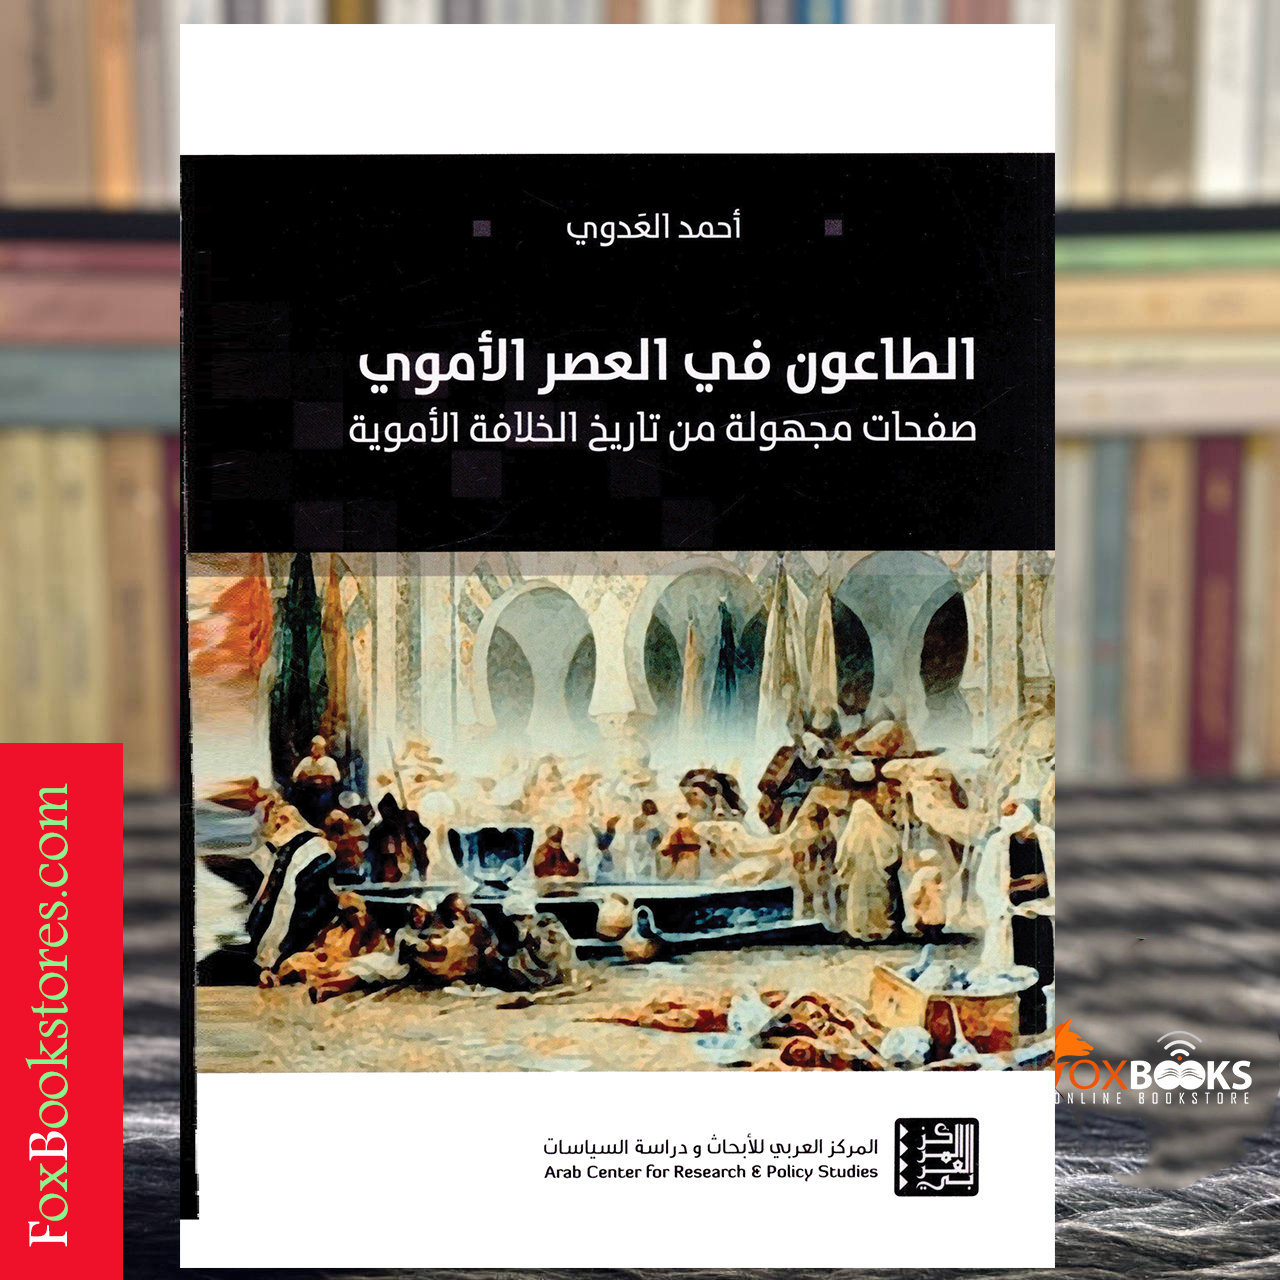 أحمد العَدوي
الطاعون في العصر الأموي
صفحات مجهولة من تاريخ الخلافة الأموية
المركز العربي للأبحاث و دراسة السياسات
Arab Center for Research & Policy Studies
FoxBookstores.com
FOXBOOKS
ONLINE BOOKSTORE